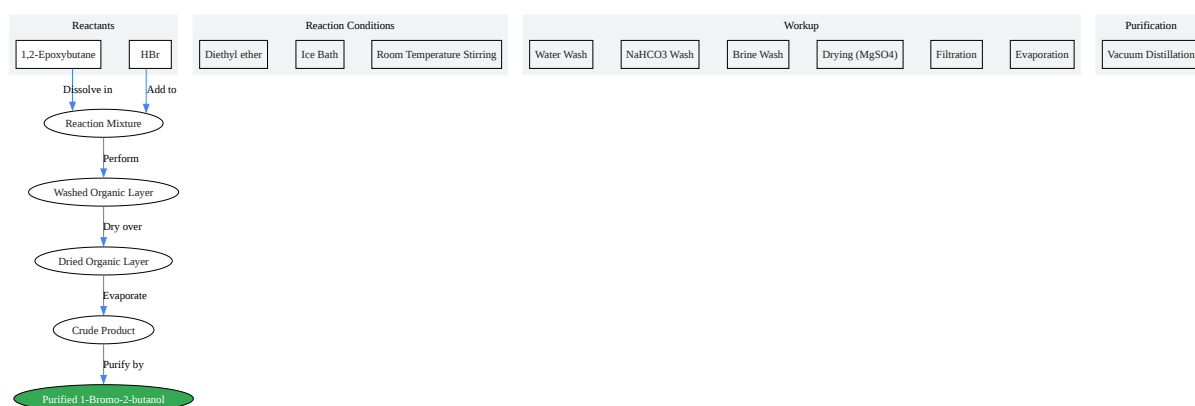 Reactants
Reaction Conditions
Workup
Purification
1,2-Epoxybutane
HBr
Diethyl ether
Ice Bath
Room Temperature Stirring
Water Wash
NaHCO3 Wash
Brine Wash
Drying (MgSO4)
Filtration
Evaporation
Vacuum Distillation
Dissolve in
Add to
Reaction Mixture
Perform
Washed Organic Layer
Dry over
Dried Organic Layer
Evaporate
Crude Product
Purify by
Purified 1-Bromo-2-butanol